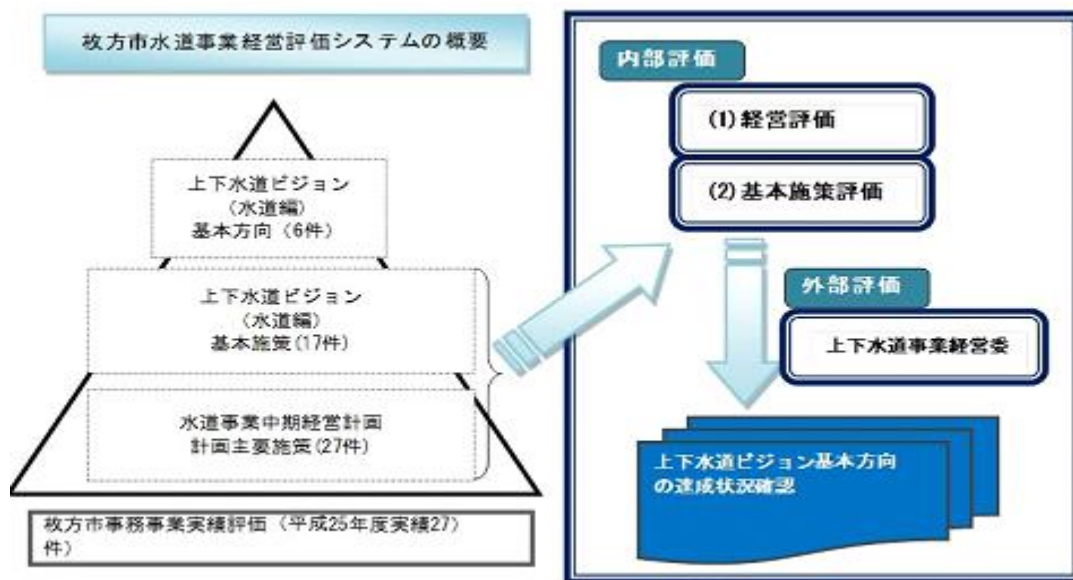 枚方市水道事業経営評価システムの概要
上下水道ビジョン
(水道編)
基本方向（6件）
上下水道ビジョン
(水道編)
基本施策(17件)
水道事業中期経営計画
計画主要施策(27件)
枚方市事務事業実績評価（平成25年度実績27）
件）
内部評価
(1)経営評価
(2)基本施策評価
外部評価
上下水道事業経営委
上下水道ビジョン基本方向
の達成状況確認